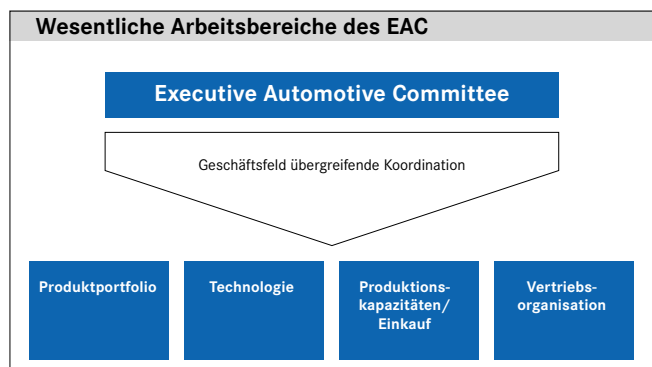 Wesentliche Arbeitsbereiche des EAC
Executive Automotive Committee
Geschäftsfeld übergreifende Koordination
Produktportfolio
Technologie
Produktions-
kapazitäten/
Einkauf
Vertriebs-
organisation